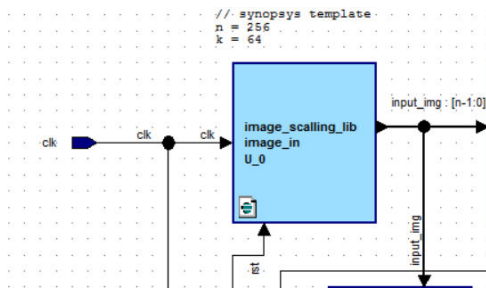 // synopsys template
n = 256
k = 64
input_img : [n-1:0]
clk
clk
clk
image_scalling_lib
image_in
U_0
input_img
rst